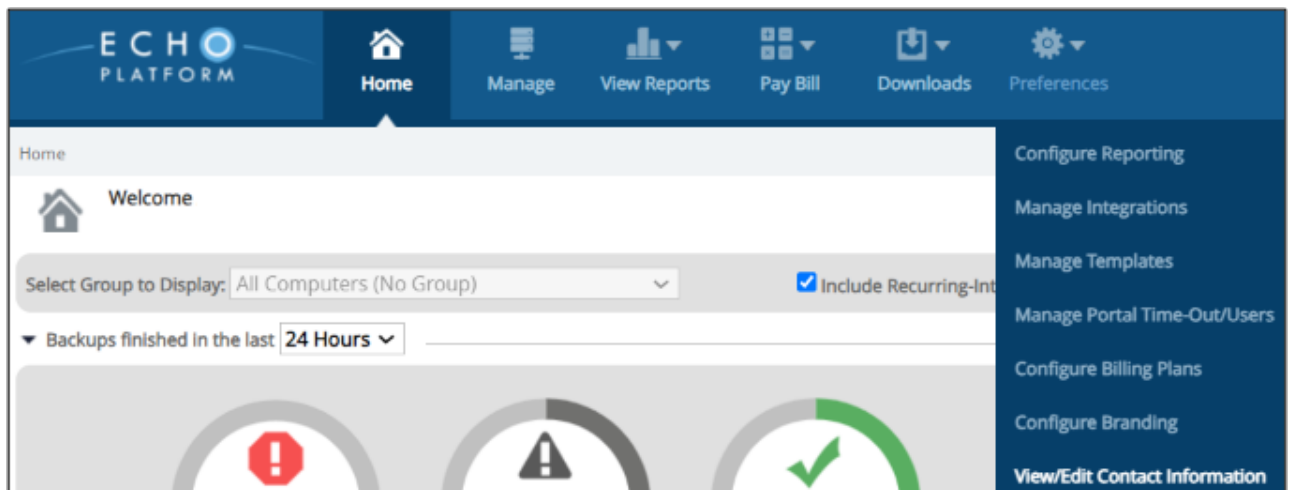 ECHO
PLATFORM
Home
Manage
View Reports
Pay Bill
Downloads
Preferences
Home
Configure Reporting
Welcome
Manage Integrations
Manage Templates
Select Group to Display: All Computers (No Group)
Include Recurring-Int
Manage Portal Time-Out/Users
Backups finished in the last 24 Hours
Configure Billing Plans
Configure Branding
View/Edit Contact Information